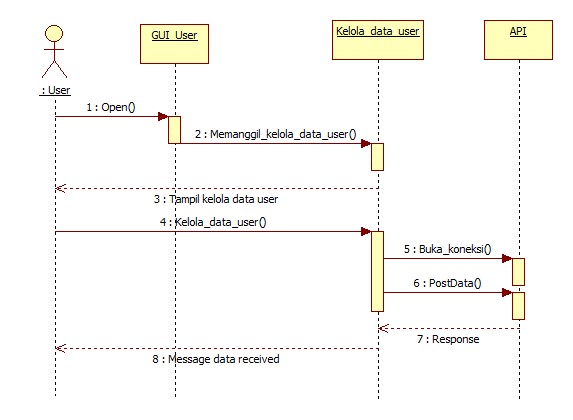 GUI_User
Kelola_data_user
API
: User
1 : Open()
2 : Memanggil_kelola_data_user()
3 : Tampil kelola data user
4 : Kelola_data_user()
5 : Buka_koneksi()
6 : PostData()
7 : Response
8 : Message data received